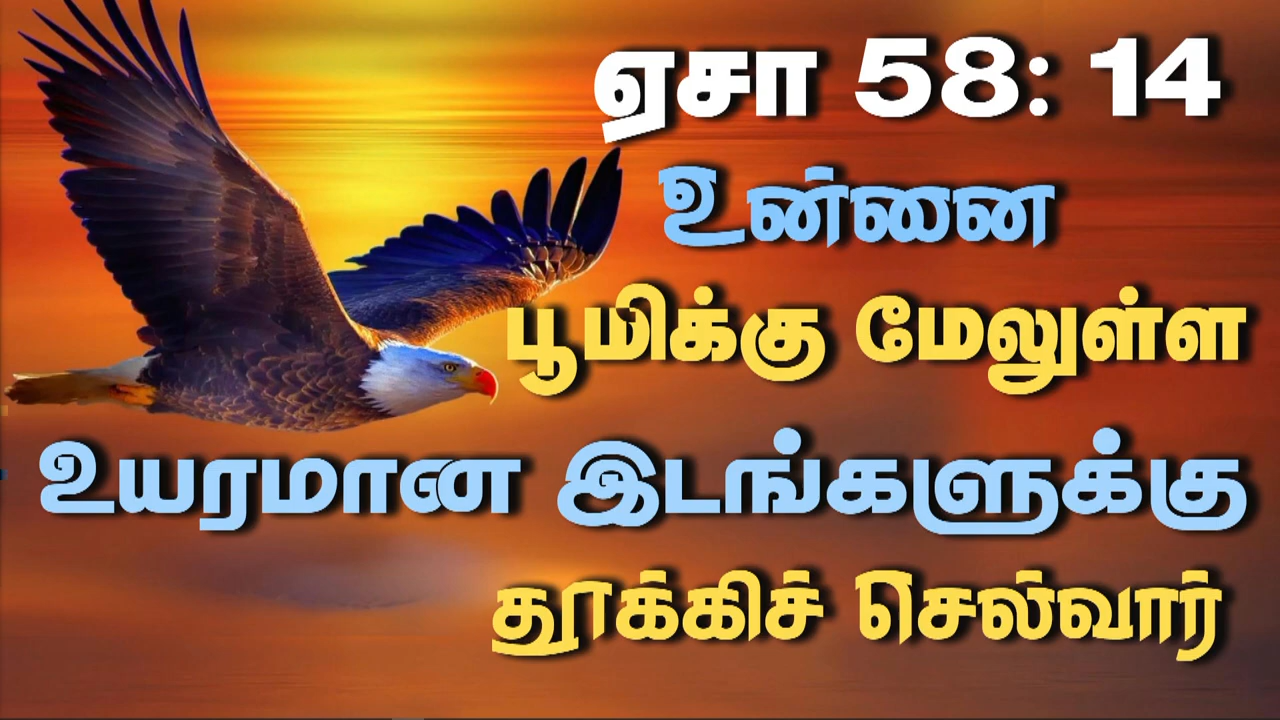 ஏசா 58: 14
உன்னை
பூமிக்கு மேலுள்ள
உயரமான இடங்களுக்கு
தூக்கிச் செல்வார்